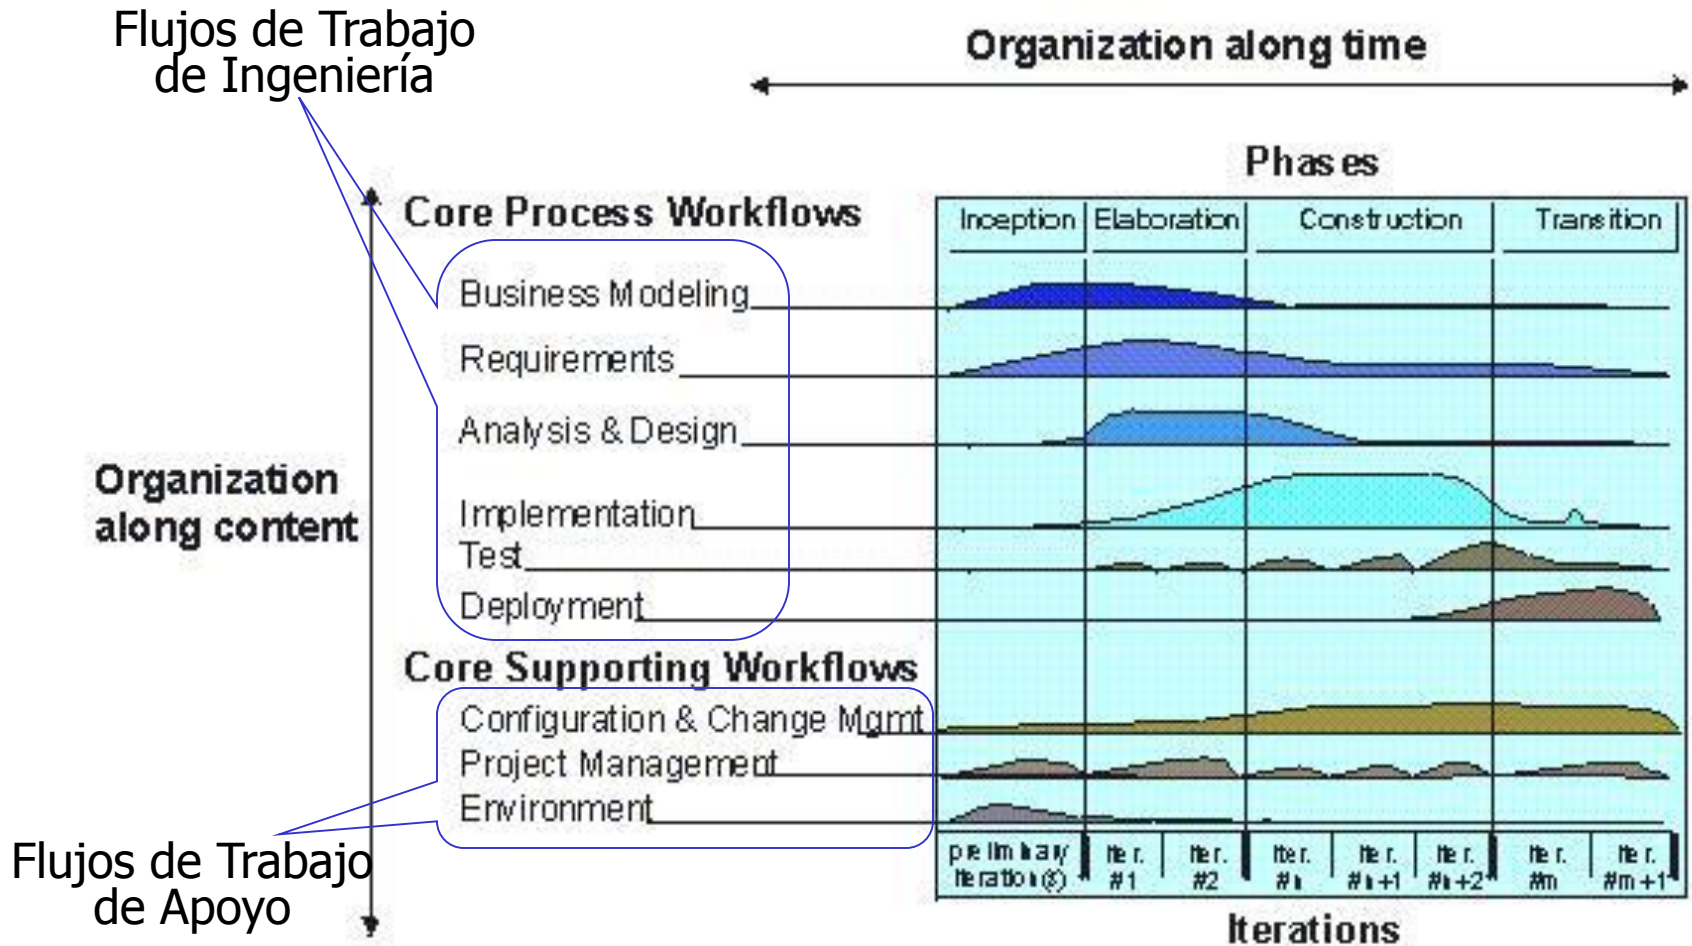 Flujos de Trabajo
de Ingeniería
Organization along time
Phases
Core Process Workflows
Inception
Elaboration
Construction
Transition
Business Modeling
Requirements
Analysis & Design
Organization
along content
Implementation
Test
Deployment
Core Supporting Workflows
Configuration & Change Mgmt
Project Management
Environment
Flujos de Trabajo
de Apoyo
preliminary
iteration(s)
Iter.
#1
Iter.
#2
Iter.
#n
Iter.
#n+1
Iter.
#n+2
Iter.
#m
Iter.
#m+1
Iterations